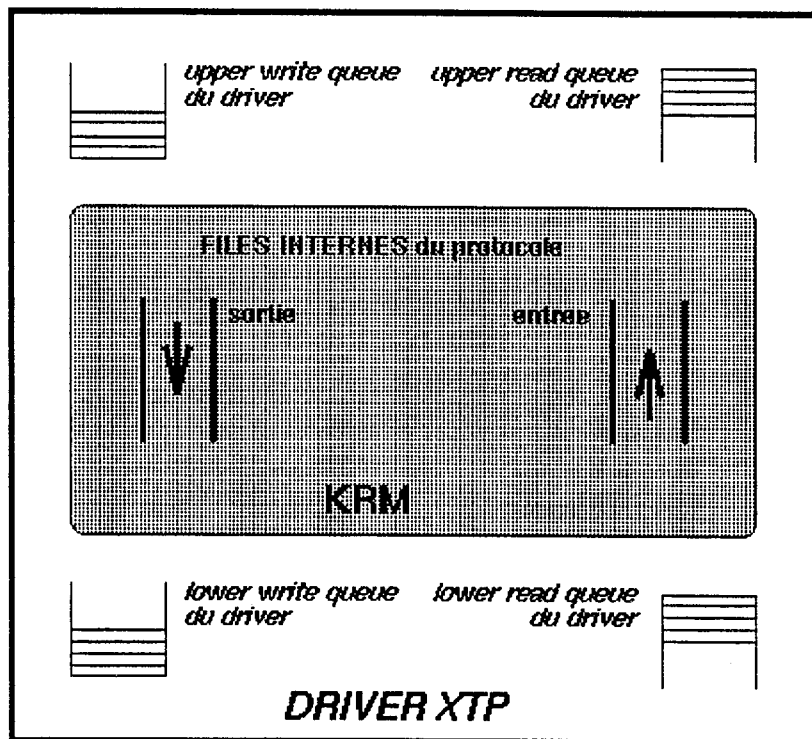 upper write queue
du driver
upper read queue
du driver
FILES INTERNES du protocole
sortie
entree
KRM
lower write queue
du driver
lower read queue
du driver
DRIVER XTP